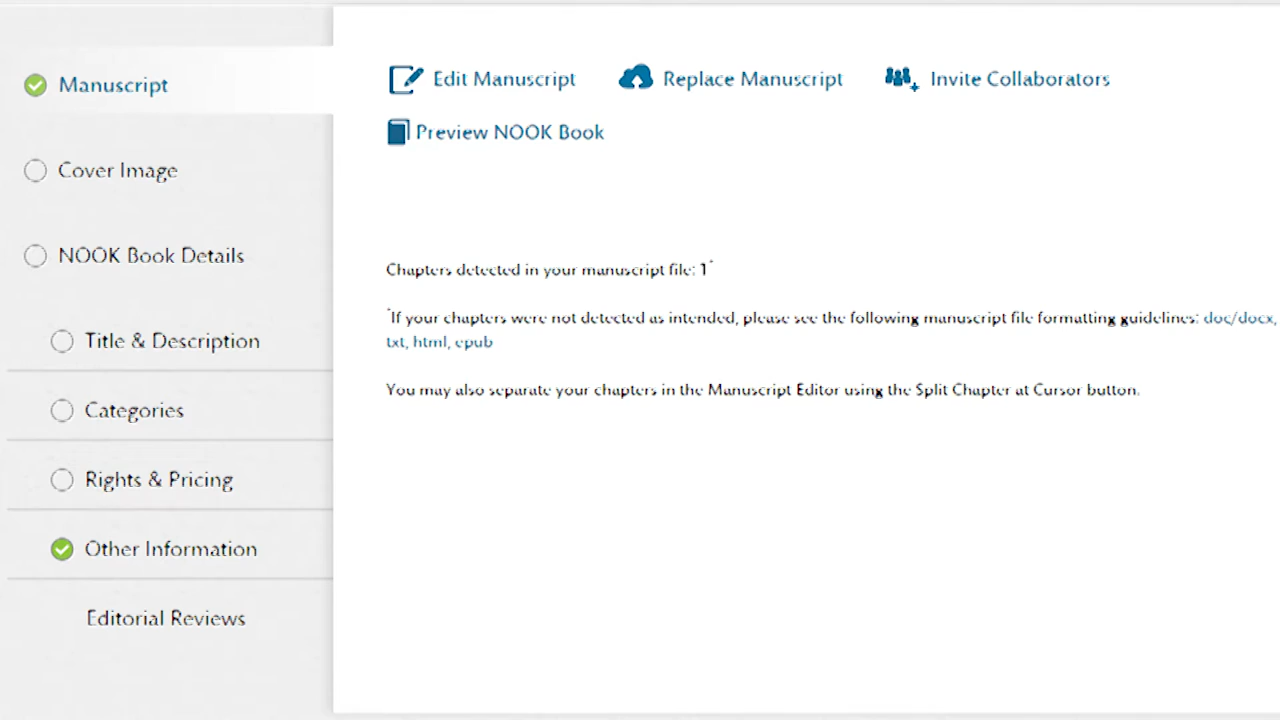 Manuscript
Cover Image
NOOK Book Details
Title & Description
Categories
Rights & Pricing
Other Information
Editorial Reviews
Edit Manuscript Replace Manuscript Invite Collaborators
Preview NOOK Book
Chapters detected in your manuscript file: 1*
*If your chapters were not detected as intended, please see the following manuscript file formatting guidelines: doc/docx,
txt, html, epub
You may also separate your chapters in the Manuscript Editor using the Split Chapter at Cursor button.